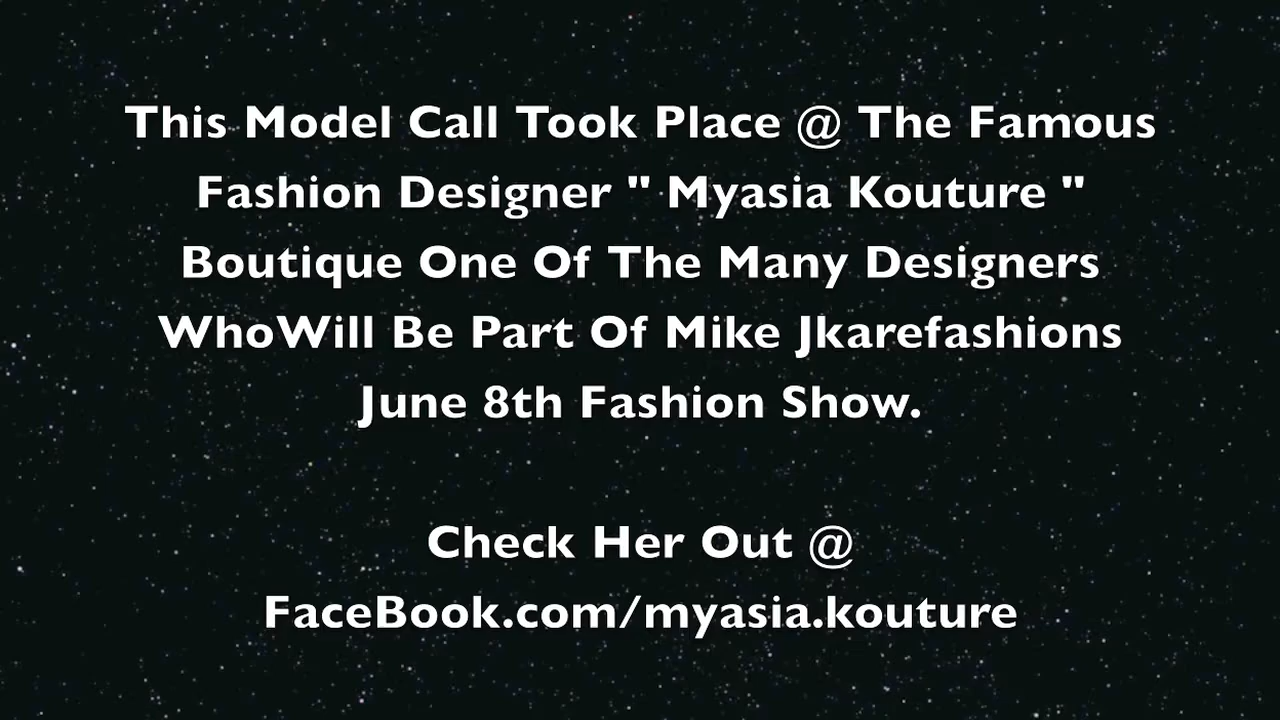 This Model Call Took Place @ The Famous
Fashion Designer " Myasia Kouture "
Boutique One Of The Many Designers
WhoWill Be Part Of Mike Jkarefashions
June 8th Fashion Show.
Check Her Out @
FaceBook.com/myasia.kouture